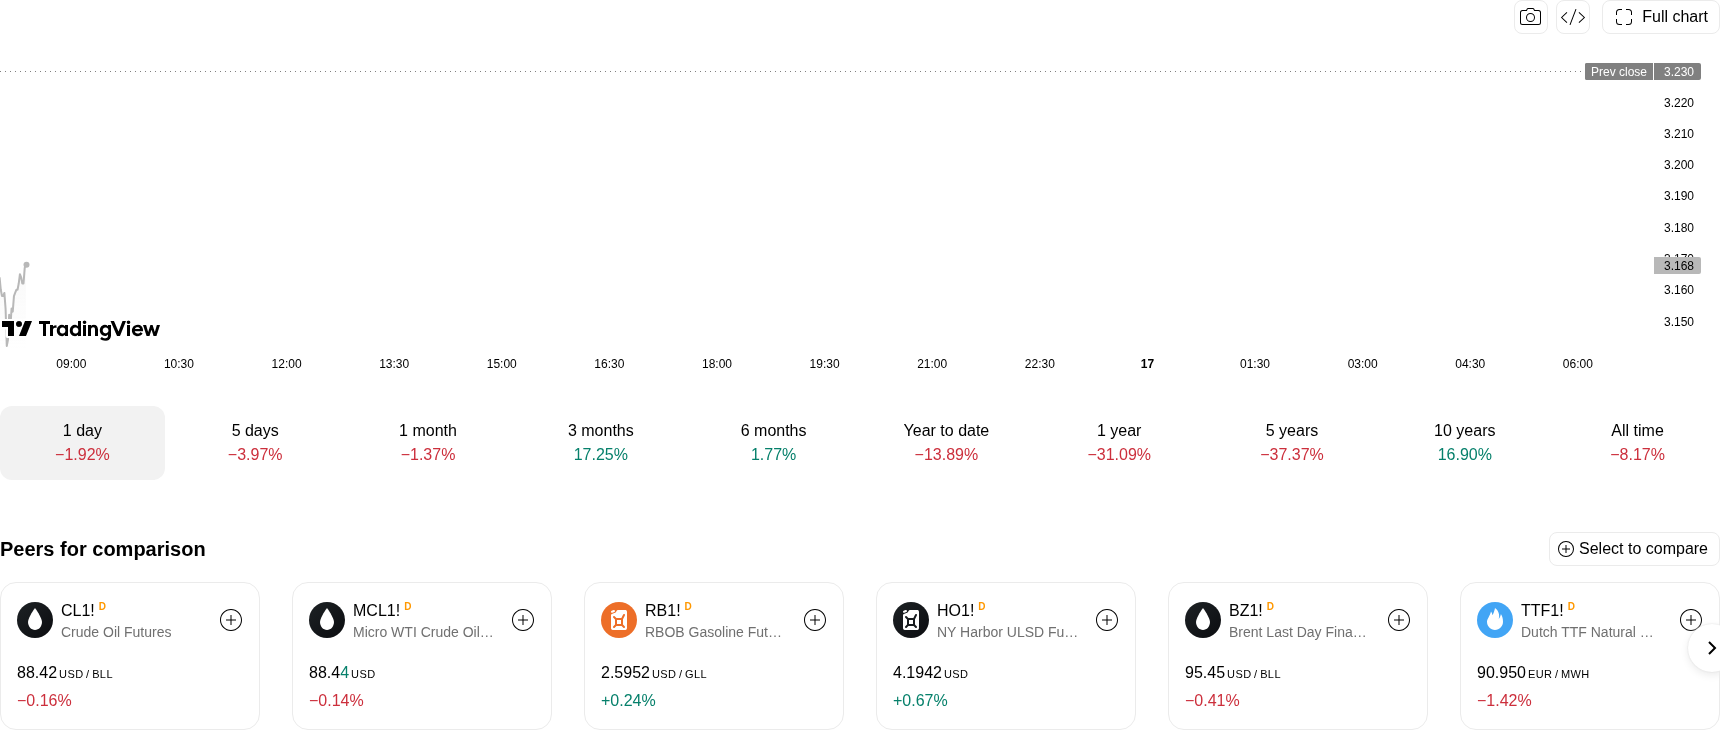 Full chart
Prev close 3.230
3.220
3.210
3.200
3.190
3.180
3.168
3.160
3.150
TradingView
09:00 10:30 12:00 13:30 15:00 16:30 18:00 19:30 21:00 22:30 17 01:30 03:00 04:30 06:00
1 day 5 days 1 month 3 months 6 months Year to date 1 year 5 years 10 years All time
−1.92% −3.97% −1.37% 17.25% 1.77% −13.89% −31.09% −37.37% 16.90% −8.17%
Peers for comparison
Select to compare
CL1! D
Crude Oil Futures
88.42 USD / BLL
−0.16%
MCL1! D
Micro WTI Crude Oil…
88.44 USD
−0.14%
RB1! D
RBOB Gasoline Fut…
2.5952 USD / GLL
+0.24%
HO1! D
NY Harbor ULSD Fu…
4.1942 USD
+0.67%
BZ1! D
Brent Last Day Fina…
95.45 USD / BLL
−0.41%
TTF1! D
Dutch TTF Natural …
90.950 EUR / MWH
−1.42%